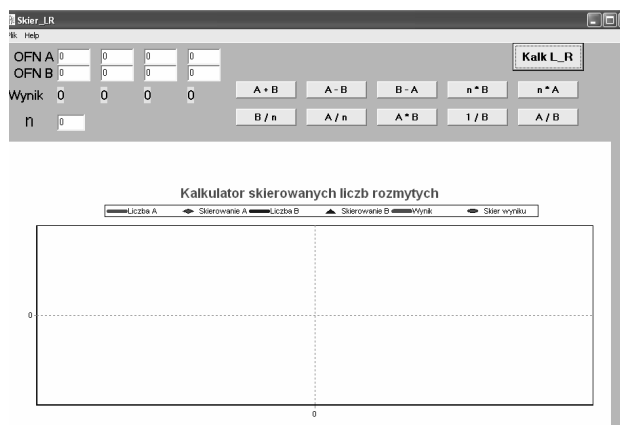 Skier_LR
Plik Help
OFN A 0 0 0 0
OFN B 0 0 0 0
Wynik 0 0 0 0
n 0
Kalk L_R
A + B A - B B - A n * B n * A
B / n A / n A * B 1 / B A / B
Kalkulator skierowanych liczb rozmytych
Liczba A Skierowanie A Liczba B Skierowanie B Wynik Skier wyniku
0
0